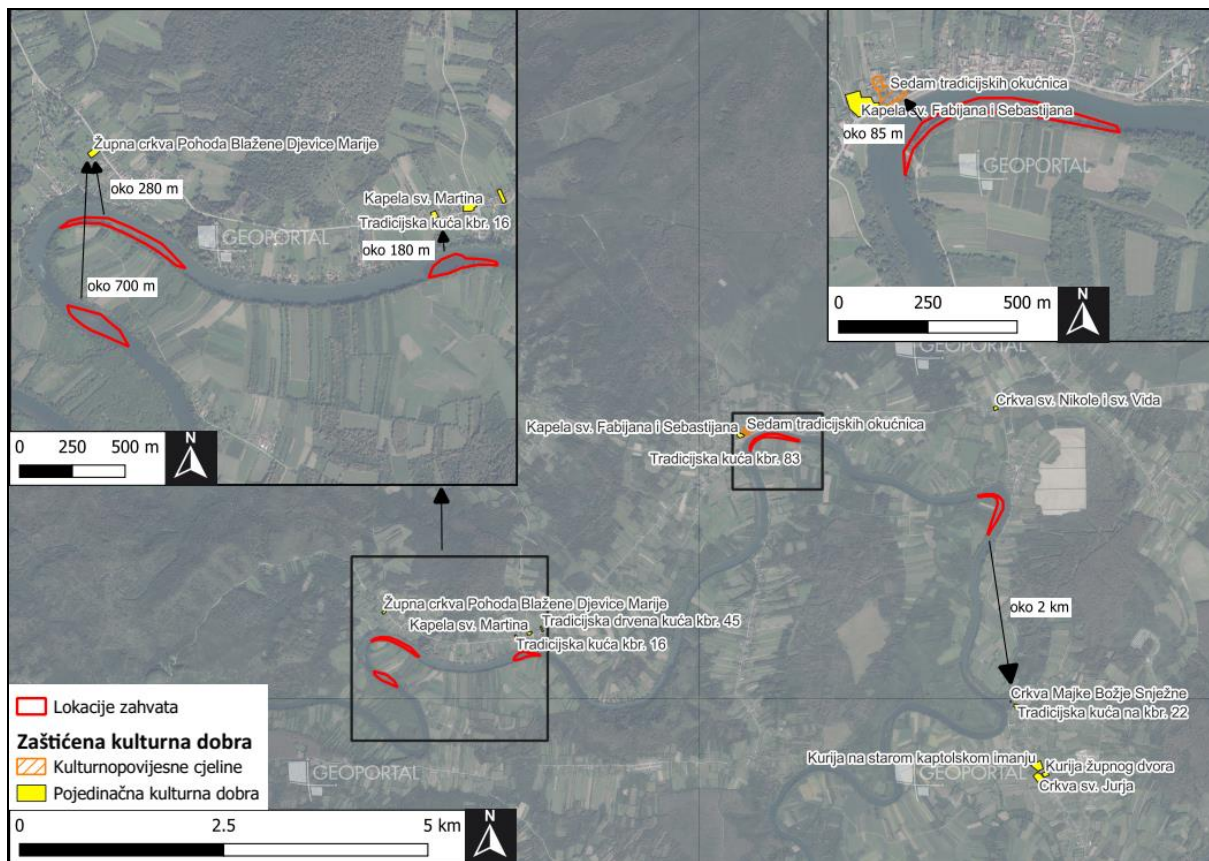 Župna crkva Pohoda Blažene Djevice Marije
oko 280 m
Kapela sv. Martina
Tradicijska kuća kbr. 16
GEOPORTAL
oko 180 m
oko 700 m
0 250 500 m
N
Sedam tradicijskih okućnica
Kapela sv. Fabijana i Sebastijana
oko 85 m
GEOPORTAL
0 250 500 m
N
GEOPORTAL
Crkva sv. Nikole i sv. Vida
Kapela sv. Fabijana i Sebastijana
Sedam tradicijskih okućnica
Tradicijska kuća kbr. 83
oko 2 km
Župna crkva Pohoda Blažene Djevice Marije
Tradicijska drvena kuća kbr. 45
Kapela sv. Martina
Tradicijska kuća kbr. 16
Crkva Majke Božje Snježne
Tradicijska kuća na kbr. 22
Kurija na starom kaptolskom imanju
Kurija župnog dvora
GEOPORTAL
GEOPORTAL
Crkva sv. Jurja
Lokacije zahvata
Zaštićena kulturna dobra
Kulturnopovijesne cjeline
Pojedinačna kulturna dobra
0 2.5 5 km
N